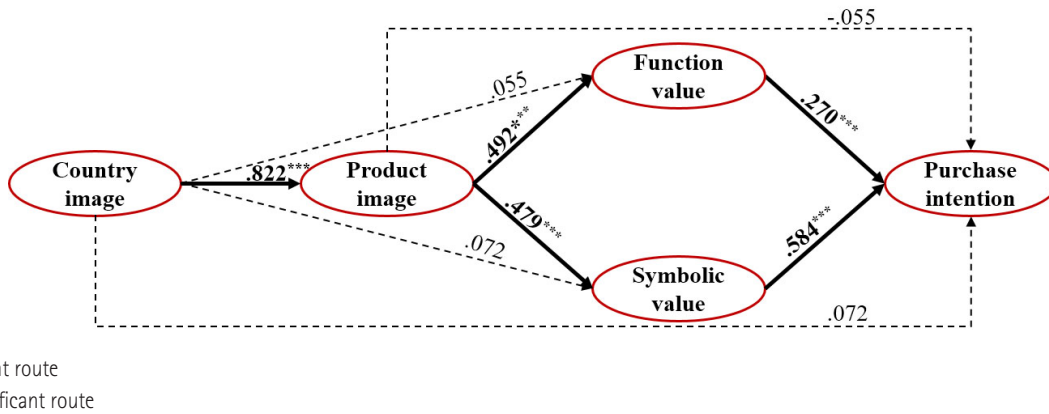 -.055
Function
value
.055
.492***
.270***
Country
image
.822***
Product
image
Purchase
intention
.479***
.584***
.072
Symbolic
value
.072
route
route